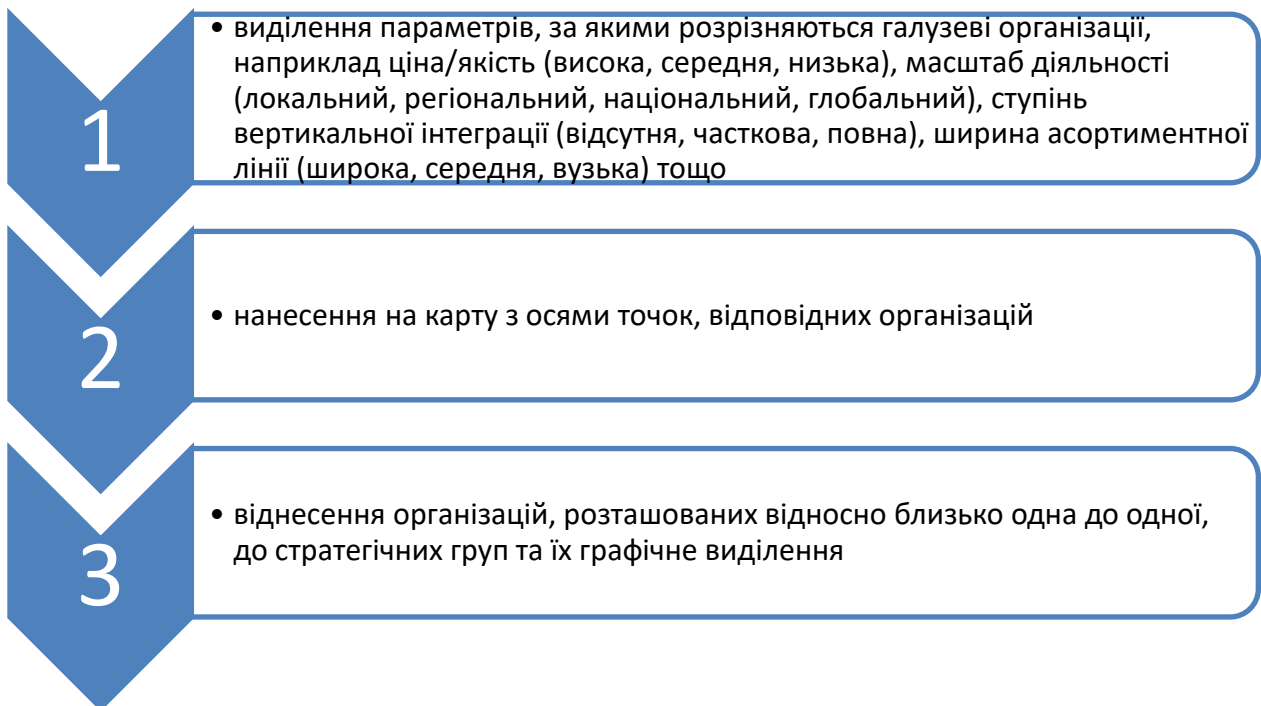 1
• виділення параметрів, за якими розрізняються галузеві організації,
наприклад ціна/якість (висока, середня, низька), масштаб діяльності
(локальний, регіональний, національний, глобальний), ступінь
вертикальної інтеграції (відсутня, часткова, повна), ширина асортиментної
лінії (широка, середня, вузька) тощо
2
• нанесення на карту з осями точок, відповідних організацій
3
• віднесення організацій, розташованих відносно близько одна до одної,
до стратегічних груп та їх графічне виділення